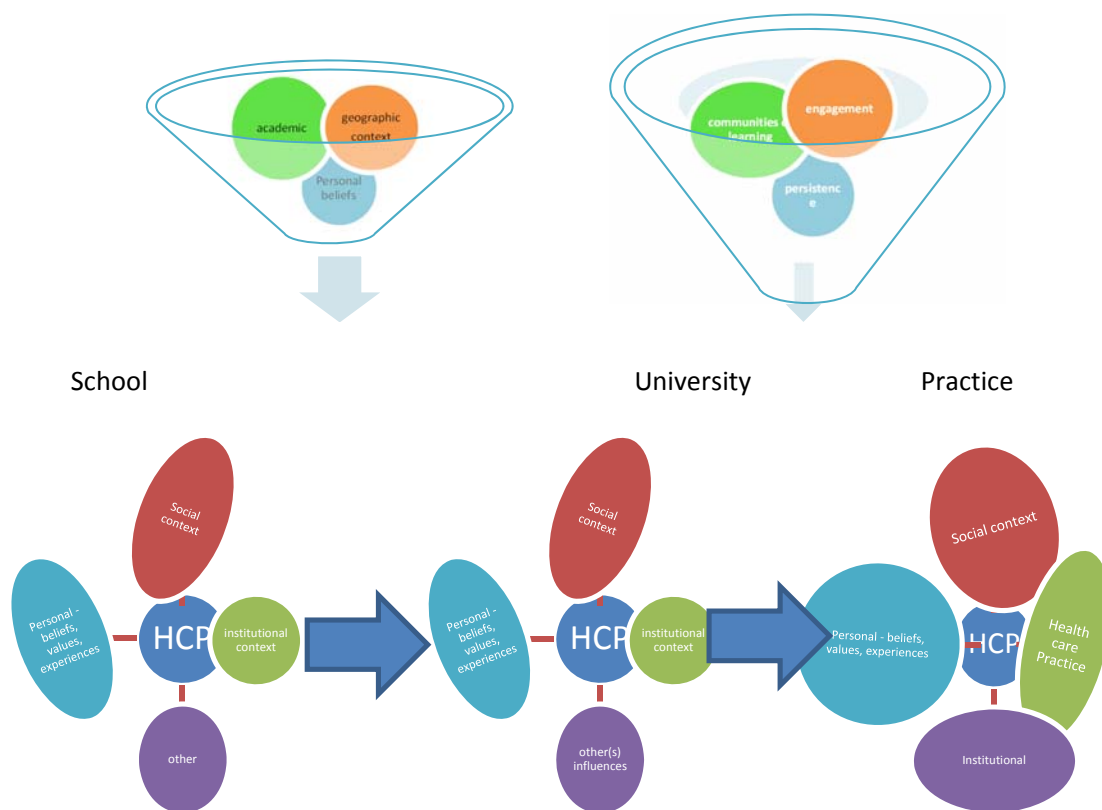 academic
geographic
context
Personal
beliefs
communities
learning
engagement
persistenc
e
School
University
Practice
Social
context
Personal -
beliefs,
values,
experiences
HCP
institutional
context
other
Social
context
Personal -
beliefs,
values,
experiences
HCP
institutional
context
other(s)
influences
Social context
Personal - beliefs,
values, experiences
HCP
Health
care
Practice
Institutional